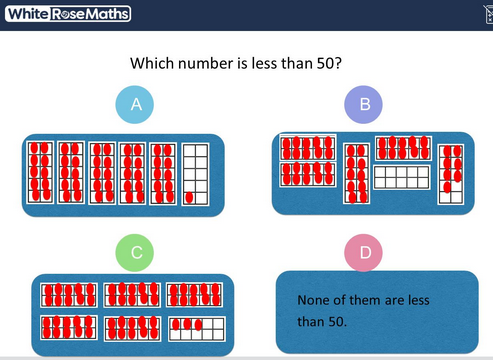 White Rose Maths
Which number is less than 50?
A
B
C
D
None of them are less
than 50.